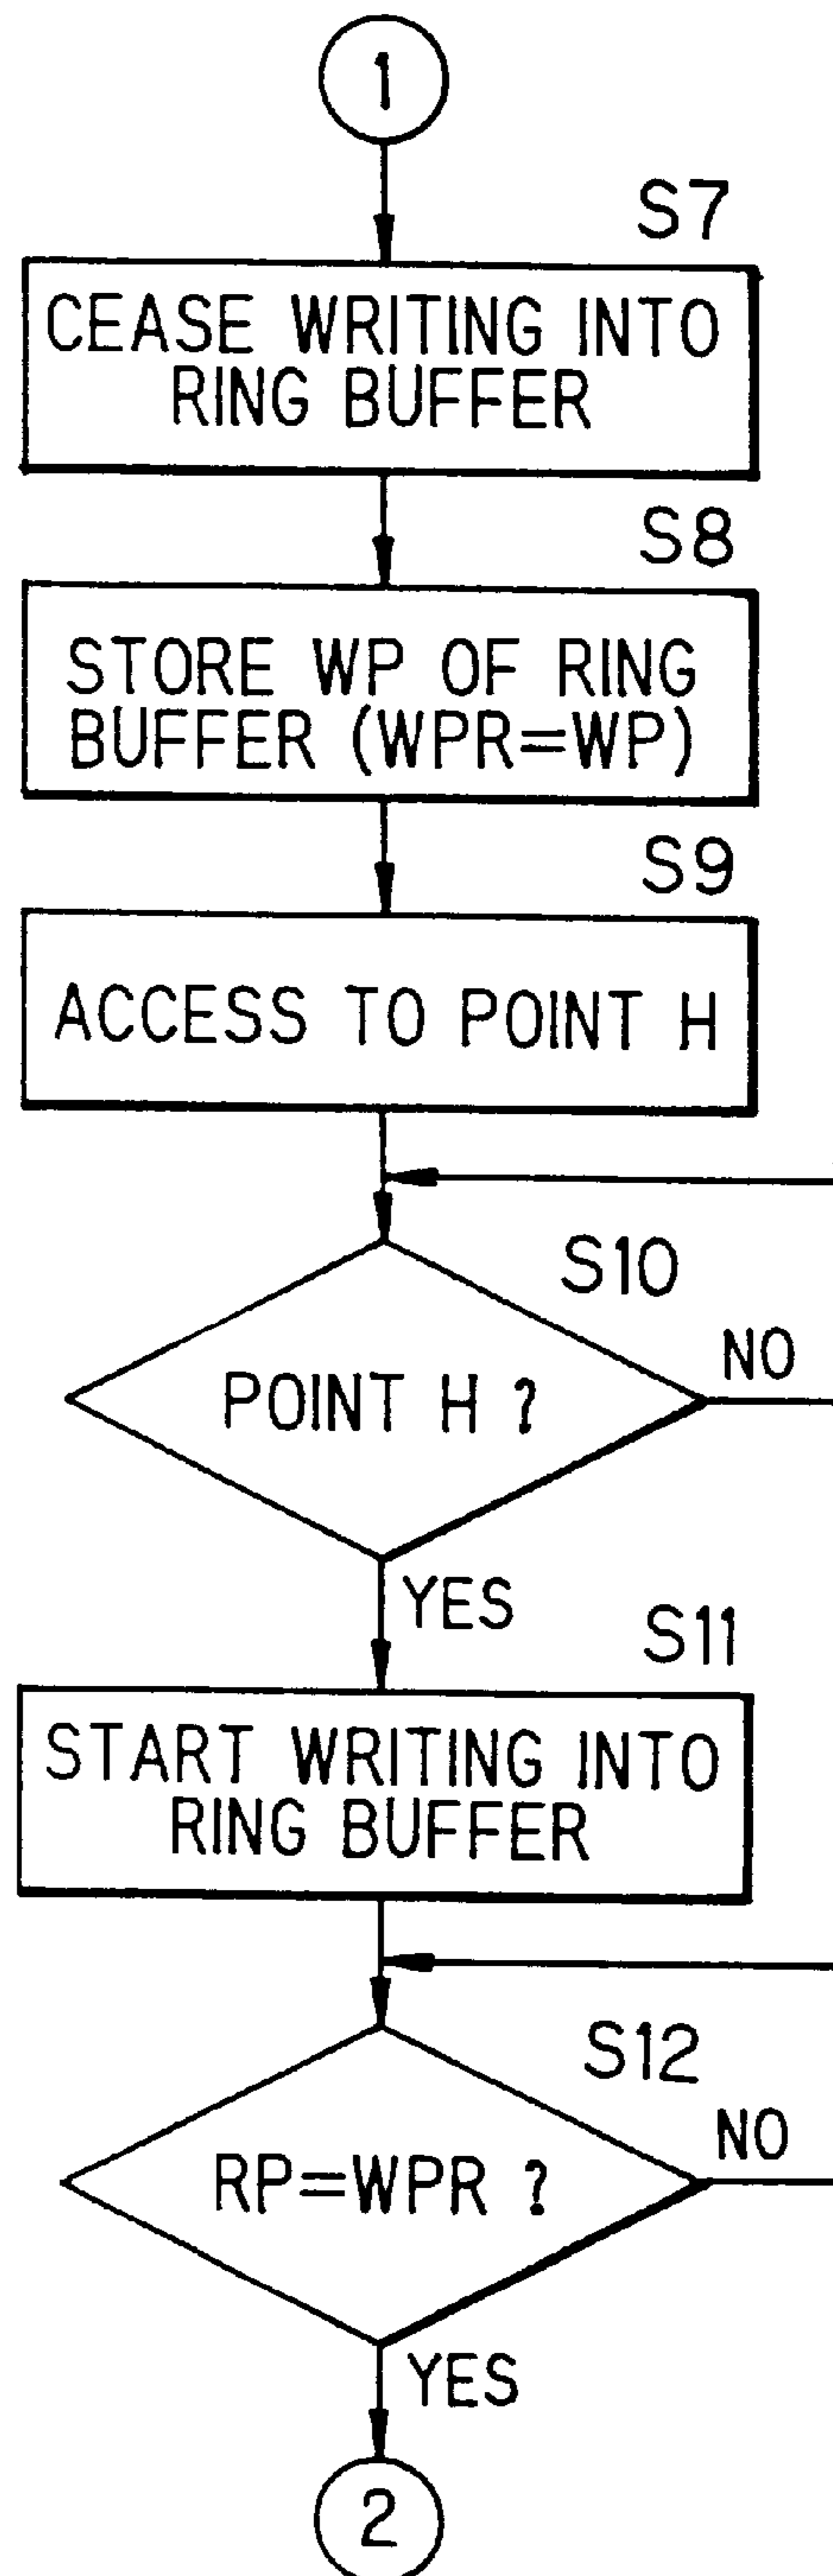 1
S7
CEASE WRITING INTO
RING BUFFER
S8
STORE WP OF RING
BUFFER (WPR=WP)
S9
ACCESS TO POINT H
S10
NO
POINT H ?
YES
S11
START WRITING INTO
RING BUFFER
S12
NO
RP=WPR ?
YES
2